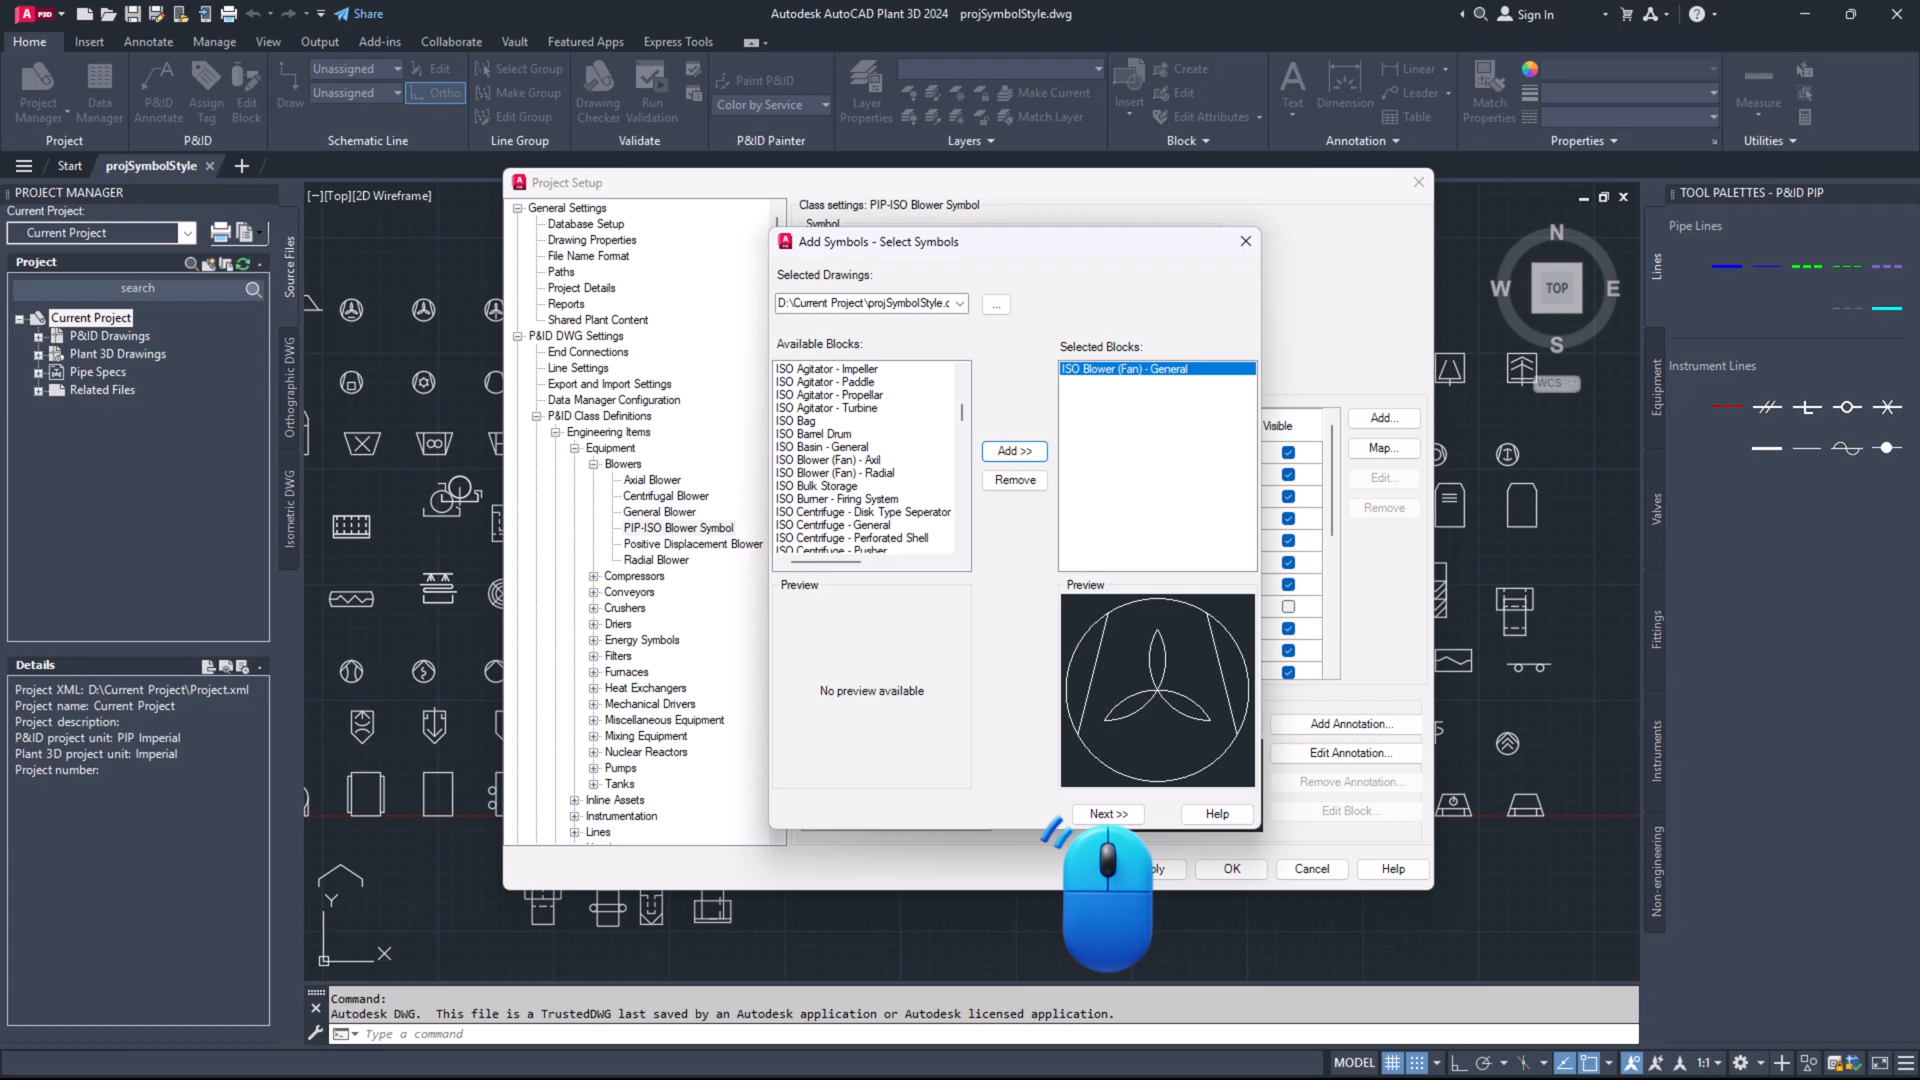 P3D
Share
Autodesk AutoCAD Plant 3D 2024 projSymbolStyle.dwg
Sign In
Home Insert Annotate Manage View Output Add-ins Collaborate Vault Featured Apps Express Tools
Project Manager
Data Manager
P&ID Annotate
Assign Tag
Edit Block
Draw
Unassigned
Unassigned
Edit
Ortho
Select Group
Make Group
Edit Group
Drawing Checker
Run Validation
Paint P&ID
Color by Service
Layer Properties
Make Current
Match Layer
Insert
Create
Edit
Edit Attributes
Text
Dimension
Linear
Leader
Table
Match Properties
Measure
Project P&ID Schematic Line Line Group Validate P&ID Painter Layers Block Annotation Properties Utilities
Start
projSymbolStyle
PROJECT MANAGER
Current Project:
Current Project
Project
search
Current Project
P&ID Drawings
Plant 3D Drawings
Pipe Specs
Related Files
Source Files
Orthographic DWG
Isometric DWG
Details
Project XML: D:\Current Project\Project.xml
Project name: Current Project
Project description:
P&ID project unit: PIP Imperial
Plant 3D project unit: Imperial
Project number:
[−][Top][2D Wireframe]
Project Setup
General Settings
Database Setup
Drawing Properties
File Name Format
Paths
Project Details
Reports
Shared Plant Content
P&ID DWG Settings
End Connections
Line Settings
Export and Import Settings
Data Manager Configuration
P&ID Class Definitions
Engineering Items
Equipment
Blowers
Axial Blower
Centrifugal Blower
General Blower
PIP-ISO Blower Symbol
Positive Displacement Blower
Radial Blower
Compressors
Conveyors
Crushers
Driers
Energy Symbols
Filters
Furnaces
Heat Exchangers
Mechanical Drivers
Miscellaneous Equipment
Mixing Equipment
Nuclear Reactors
Pumps
Tanks
Inline Assets
Instrumentation
Lines
Class settings: PIP-ISO Blower Symbol
Symbol
Add Symbols - Select Symbols
Selected Drawings:
D:\Current Project\projSymbolStyle.c
...
Available Blocks:
ISO Agitator - Impeller
ISO Agitator - Paddle
ISO Agitator - Propellar
ISO Agitator - Turbine
ISO Bag
ISO Barrel Drum
ISO Basin - General
ISO Blower (Fan) - Axil
ISO Blower (Fan) - Radial
ISO Bulk Storage
ISO Burner - Firing System
ISO Centrifuge - Disk Type Seperator
ISO Centrifuge - General
ISO Centrifuge - Perforated Shell
ISO Centrifuge - Pusher
Add >>
Remove
Selected Blocks:
ISO Blower (Fan) - General
Preview
No preview available
Preview
Next >>
Help
Visible
Add...
Map...
Edit...
Remove
Add Annotation...
Edit Annotation...
Remove Annotation...
Edit Block...
OK
Cancel
Help
N
W
TOP
E
S
WCS
Y
X
TOOL PALETTES - P&ID PIP
Pipe Lines
Instrument Lines
Lines
Equipment
Valves
Fittings
Instruments
Non-engineering
Command:
Autodesk DWG. This file is a TrustedDWG last saved by an Autodesk application or Autodesk licensed application.
Type a command
MODEL
1:1